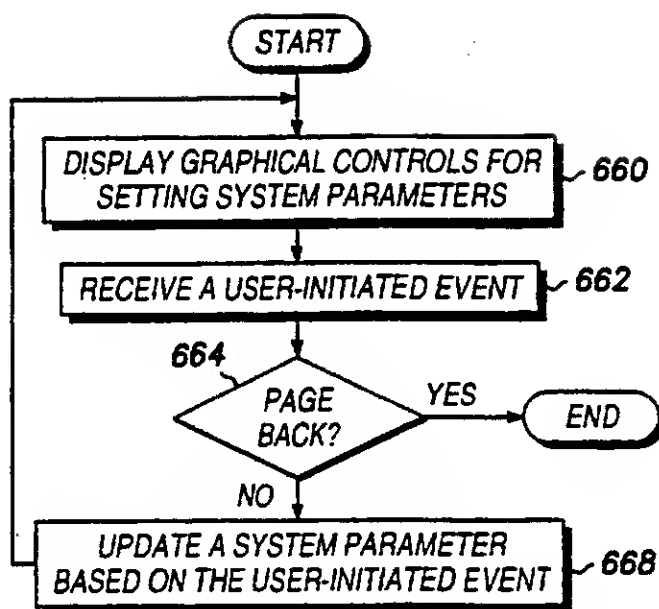 START
DISPLAY GRAPHICAL CONTROLS FOR
SETTING SYSTEM PARAMETERS
660
RECEIVE A USER-INITIATED EVENT
662
664
PAGE
BACK?
YES
END
NO
UPDATE A SYSTEM PARAMETER
BASED ON THE USER-INITIATED EVENT
668